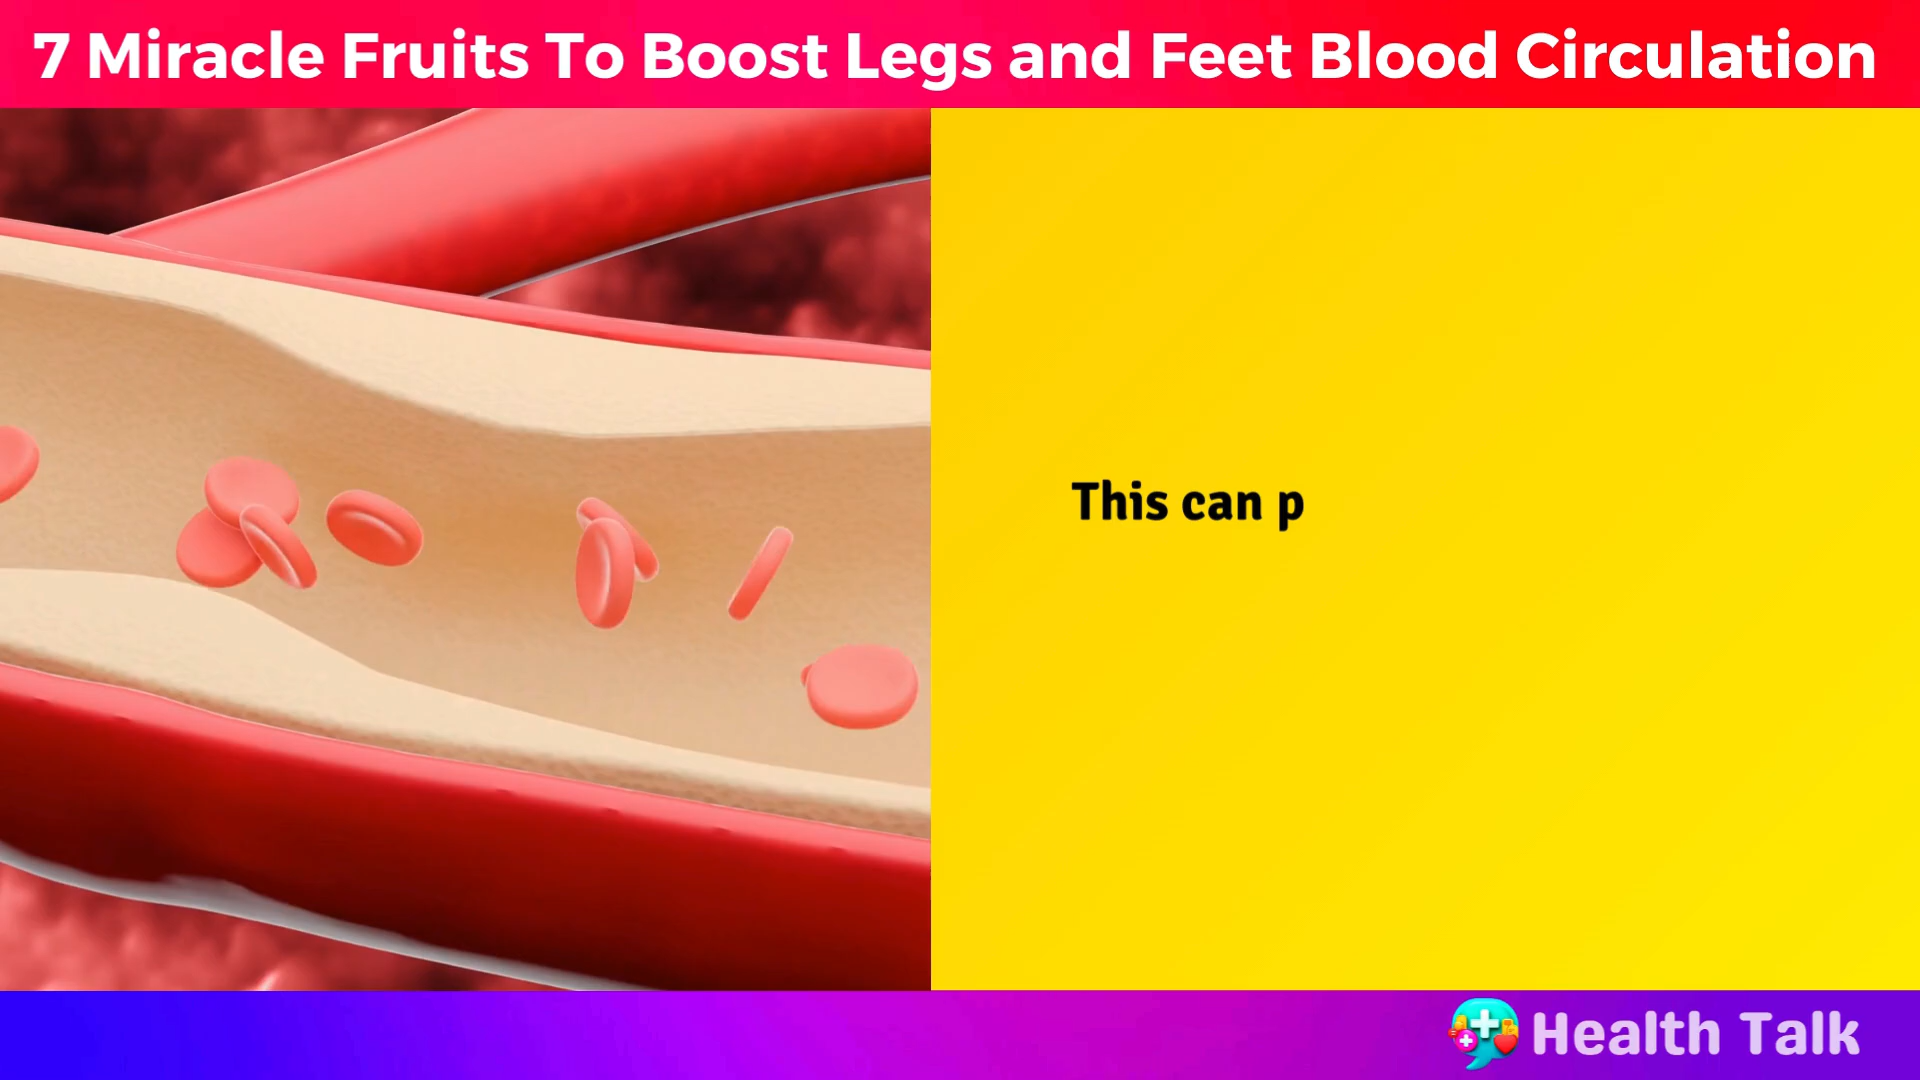 7 Miracle Fruits To Boost Legs and Feet Blood Circulation
This can p
Health Talk